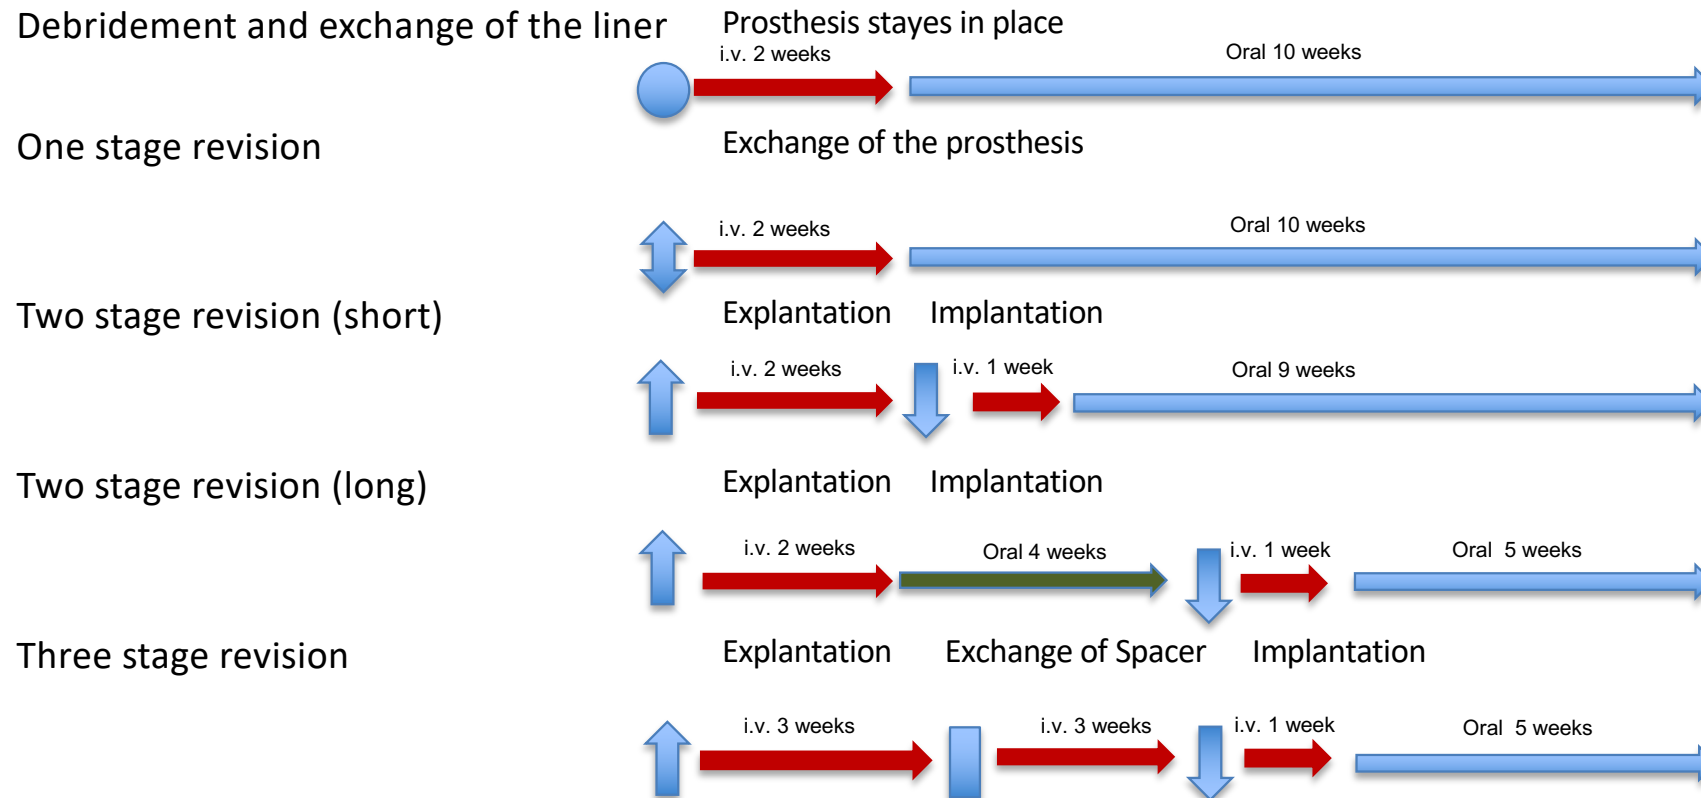 Debridement and exchange of the liner
Prosthesis stayes in place
i.v. 2 weeks
Oral 10 weeks
One stage revision
Exchange of the prosthesis
i.v. 2 weeks
Oral 10 weeks
Two stage revision (short)
Explantation
Implantation
i.v. 2 weeks
i.v. 1 week
Oral 9 weeks
Two stage revision (long)
Explantation
Implantation
i.v. 2 weeks
Oral 4 weeks
i.v. 1 week
Oral 5 weeks
Three stage revision
Explantation
Exchange of Spacer
Implantation
i.v. 3 weeks
i.v. 3 weeks
i.v. 1 week
Oral 5 weeks